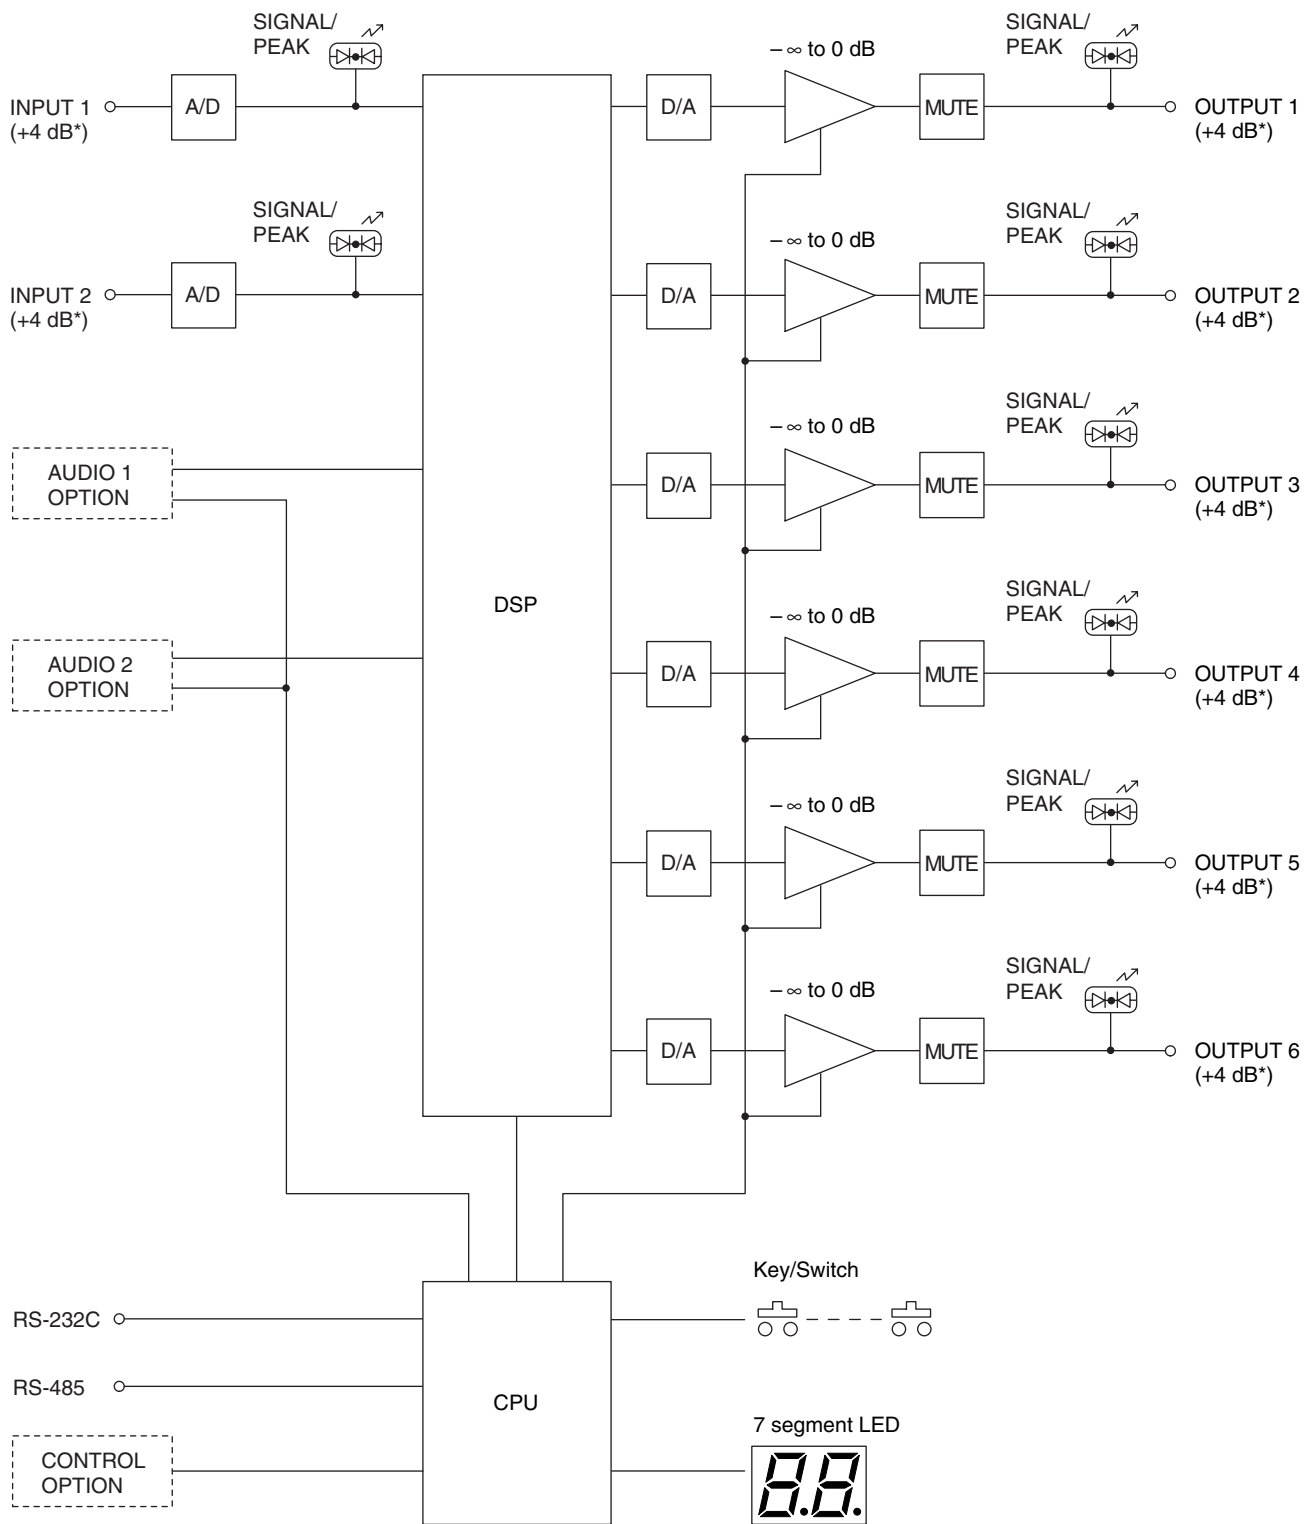 SIGNAL/
PEAK
INPUT 1
(+4 dB*)
A/D
D/A
– ∞ to 0 dB
MUTE
SIGNAL/
PEAK
OUTPUT 1
(+4 dB*)
SIGNAL/
PEAK
INPUT 2
(+4 dB*)
A/D
D/A
– ∞ to 0 dB
MUTE
SIGNAL/
PEAK
OUTPUT 2
(+4 dB*)
AUDIO 1
OPTION
D/A
– ∞ to 0 dB
MUTE
SIGNAL/
PEAK
OUTPUT 3
(+4 dB*)
DSP
AUDIO 2
OPTION
D/A
– ∞ to 0 dB
MUTE
SIGNAL/
PEAK
OUTPUT 4
(+4 dB*)
D/A
– ∞ to 0 dB
MUTE
SIGNAL/
PEAK
OUTPUT 5
(+4 dB*)
D/A
– ∞ to 0 dB
MUTE
SIGNAL/
PEAK
OUTPUT 6
(+4 dB*)
RS-232C
RS-485
CONTROL
OPTION
CPU
Key/Switch
7 segment LED
8.8.